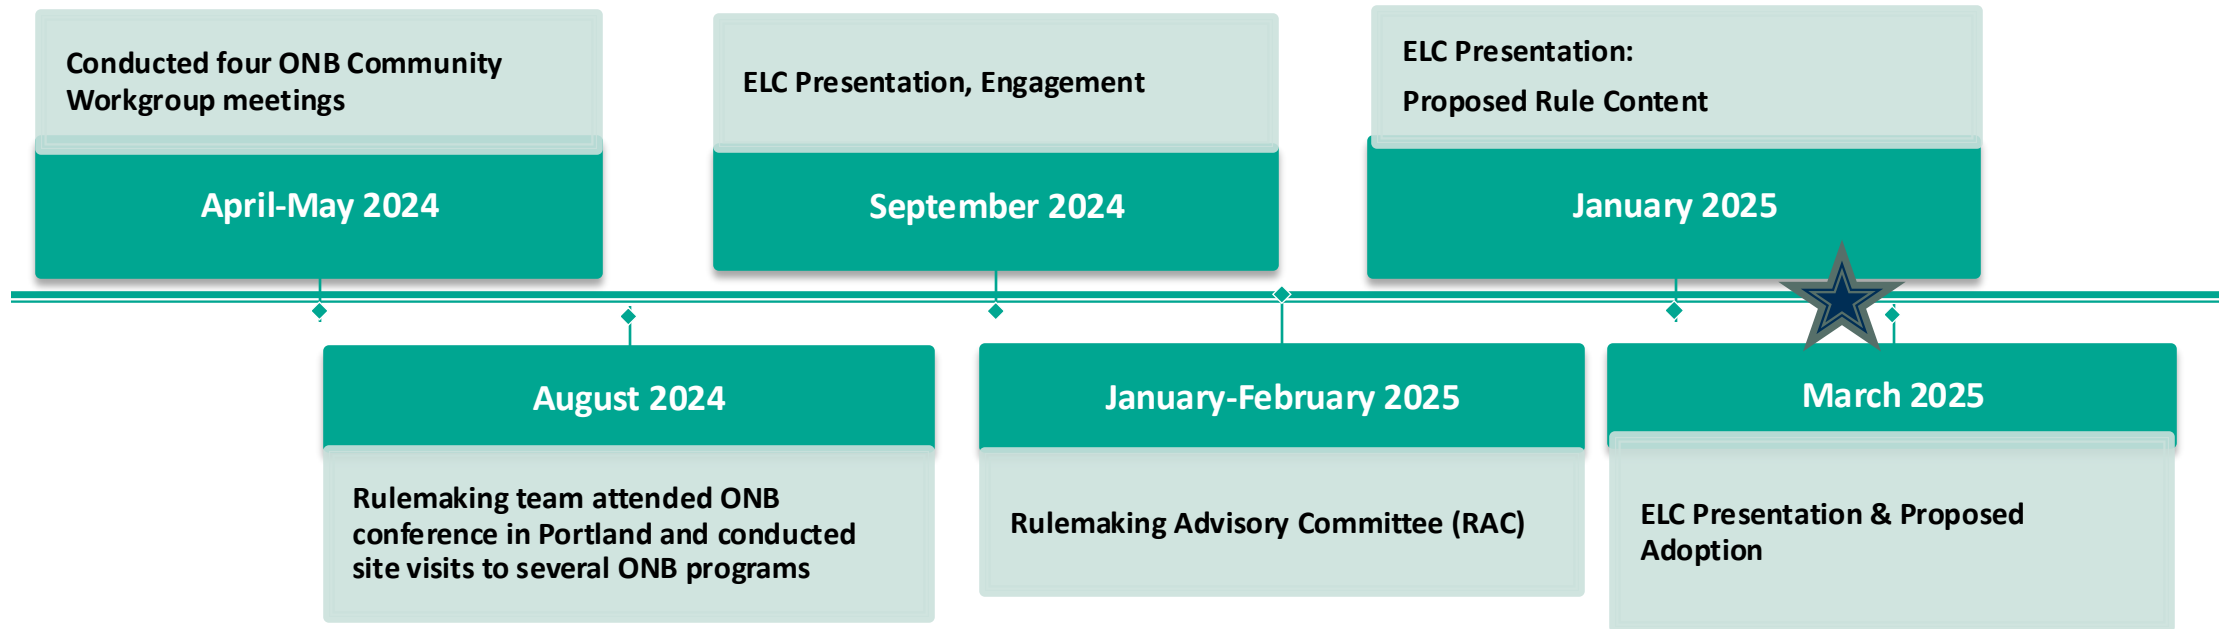 Conducted four ONB Community
Workgroup meetings
April-May 2024
August 2024
Rulemaking team attended ONB
conference in Portland and conducted
site visits to several ONB programs
ELC Presentation, Engagement
September 2024
January-February 2025
Rulemaking Advisory Committee (RAC)
ELC Presentation:
Proposed Rule Content
January 2025
March 2025
ELC Presentation & Proposed
Adoption